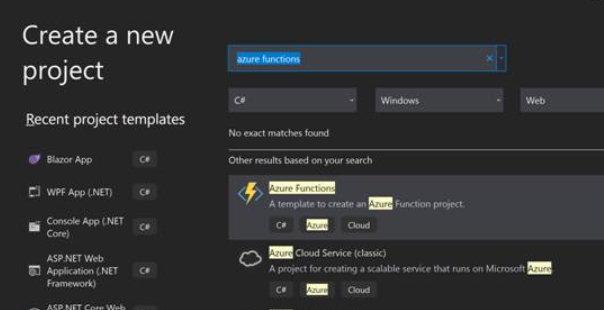 Create a new
project
Recent project templates
Blazor App C#
WPF App (.NET) C#
Console App (.NET
Core) C#
ASP.NET Web
Application (.NET
Framework) C#
ASP.NET Core Web
azure functions
C# Windows Web
No exact matches found
Other results based on your search
Azure Functions
A template to create an Azure Function project.
C# Azure Cloud
Azure Cloud Service (classic)
A project for creating a scalable service that runs on Microsoft Azure
C# Azure Cloud